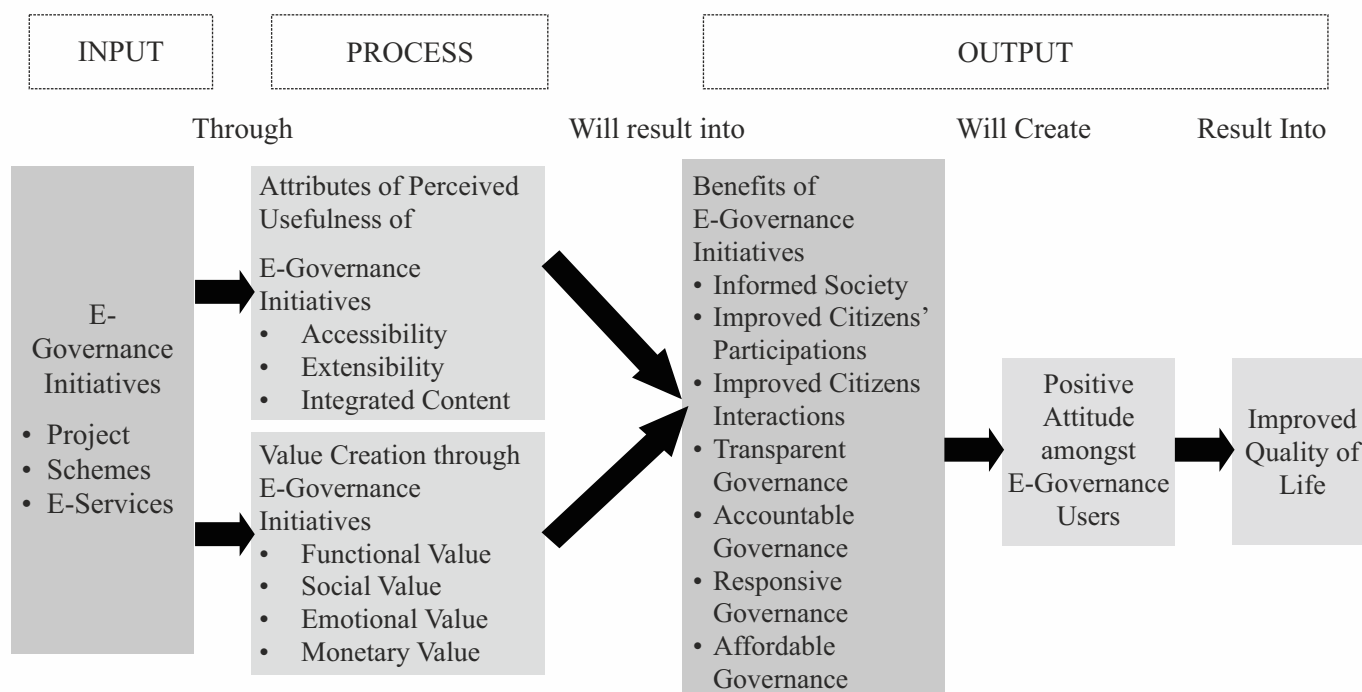 INPUT
PROCESS
OUTPUT
Through
Will result into
Will Create
Result Into
E-
Governance
Initiatives
• Project
• Schemes
• E-Services
Attributes of Perceived
Usefulness of
E-Governance
Initiatives
• Accessibility
• Extensibility
• Integrated Content
Value Creation through
E-Governance
Initiatives
• Functional Value
• Social Value
• Emotional Value
• Monetary Value
Benefits of
E-Governance
Initiatives
• Informed Society
• Improved Citizens’
Participations
• Improved Citizens
Interactions
• Transparent
Governance
• Accountable
Governance
• Responsive
Governance
• Affordable
Governance
Positive
Attitude
amongst
E-Governance
Users
Improved
Quality of
Life